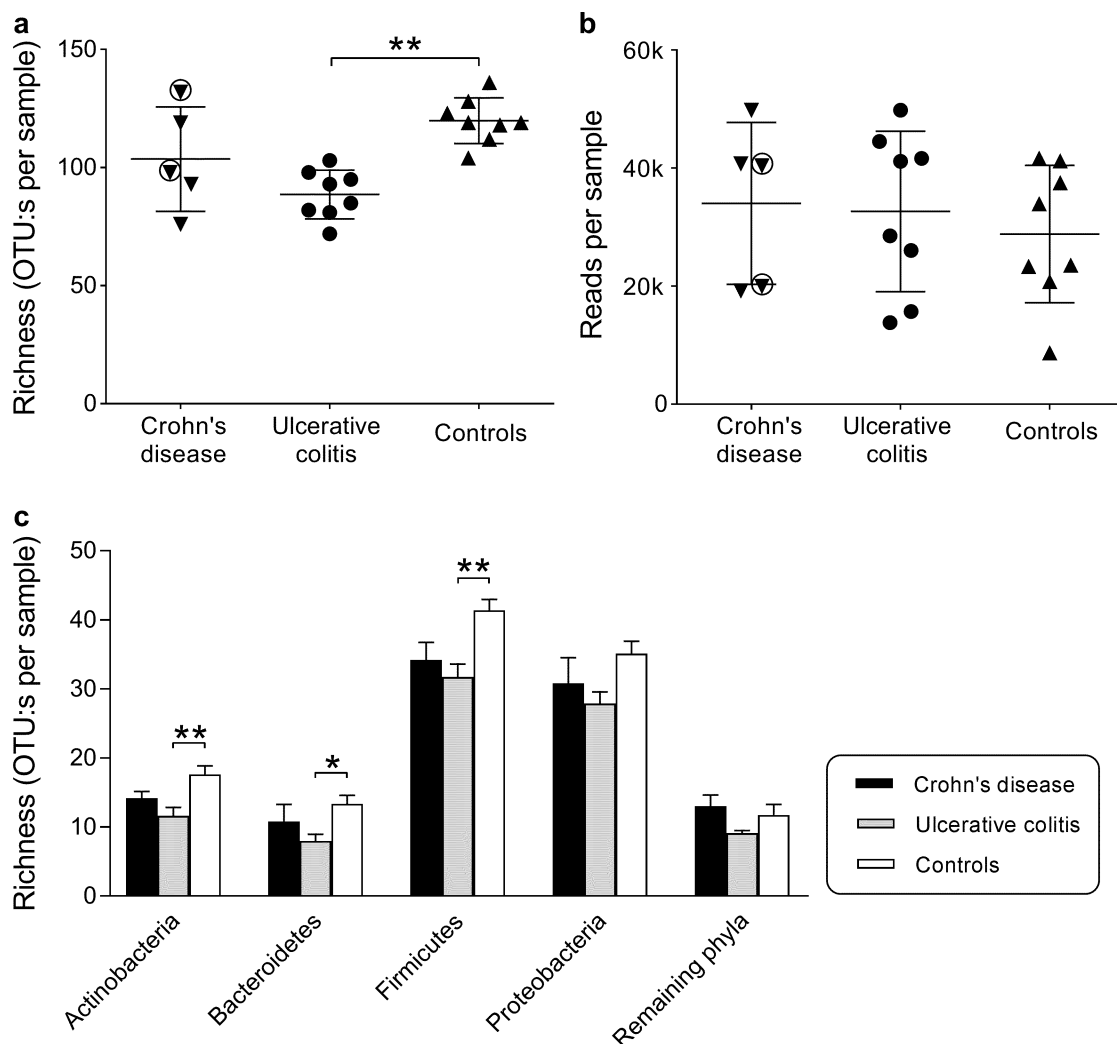 a
Richness (OTU:s per sample)
150
100
50
0
**
Crohn's
disease
Ulcerative
colitis
Controls
b
Reads per sample
60k
40k
20k
0
Crohn's
disease
Ulcerative
colitis
Controls
c
Richness (OTU:s per sample)
50
40
30
20
10
0
**
*
**
Actinobacteria
Bacteroidetes
Firmicutes
Proteobacteria
Remaining phyla
Crohn's disease
Ulcerative colitis
Controls